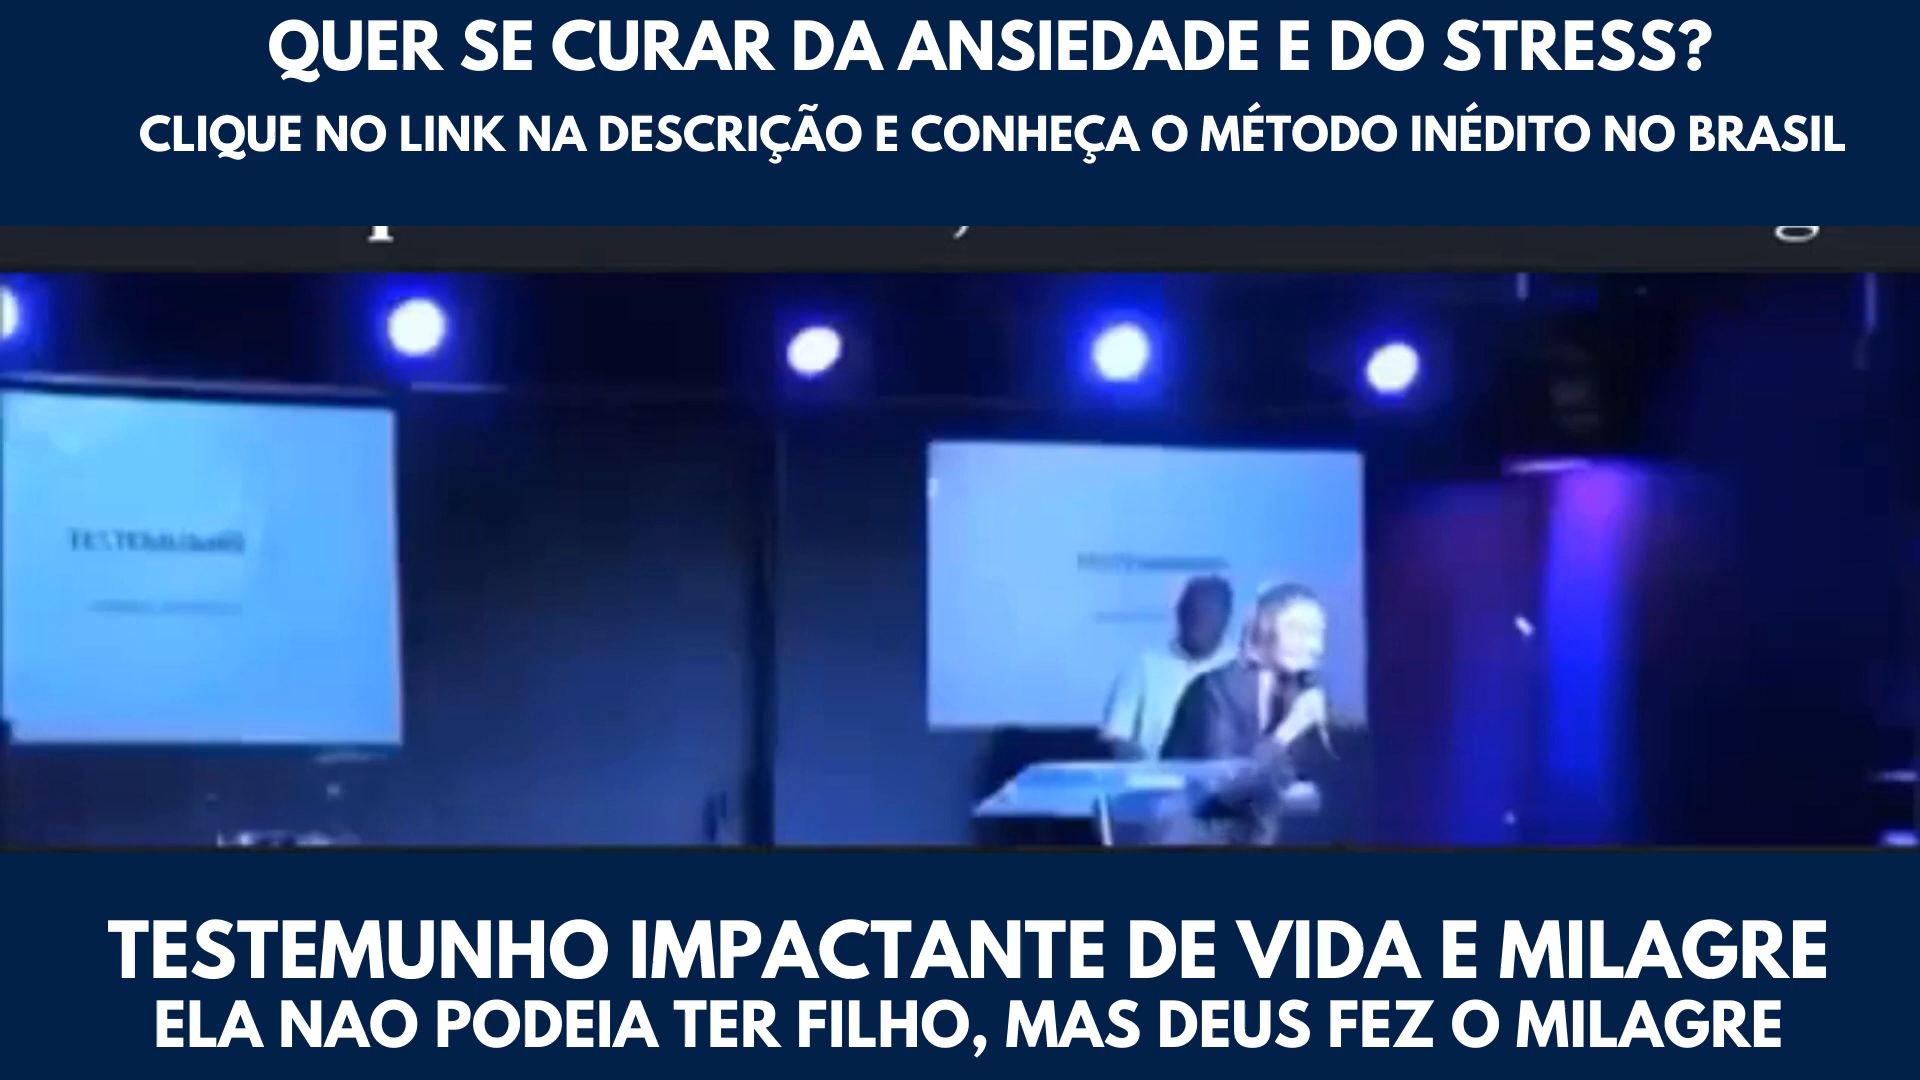 QUER SE CURAR DA ANSIEDADE E DO STRESS?
CLIQUE NO LINK NA DESCRIÇÃO E CONHEÇA O MÉTODO INÉDITO NO BRASIL
TESTEMUNHO
TESTEMUNHO IMPACTANTE DE VIDA E MILAGRE
ELA NAO PODEIA TER FILHO, MAS DEUS FEZ O MILAGRE